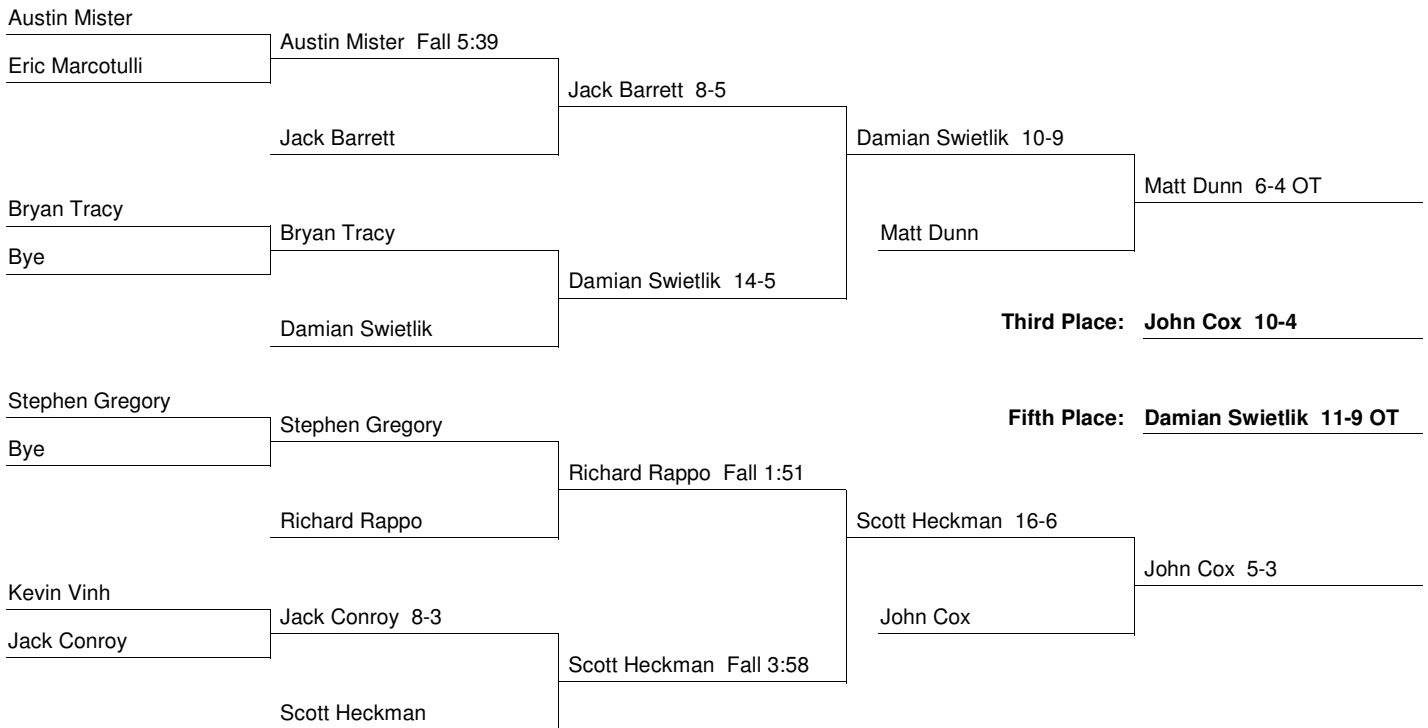 Austin Mister
Austin Mister  Fall 5:39
Eric Marcotulli
Jack Barrett  8-5
Jack Barrett
Damian Swietlik  10-9
Matt Dunn  6-4 OT
Bryan Tracy
Bryan Tracy
Matt Dunn
Bye
Damian Swietlik  14-5
Damian Swietlik
Third Place:  John Cox  10-4
Stephen Gregory
Stephen Gregory
Fifth Place:  Damian Swietlik  11-9 OT
Bye
Richard Rappo  Fall 1:51
Richard Rappo
Scott Heckman  16-6
John Cox  5-3
Kevin Vinh
Jack Conroy  8-3
John Cox
Jack Conroy
Scott Heckman  Fall 3:58
Scott Heckman